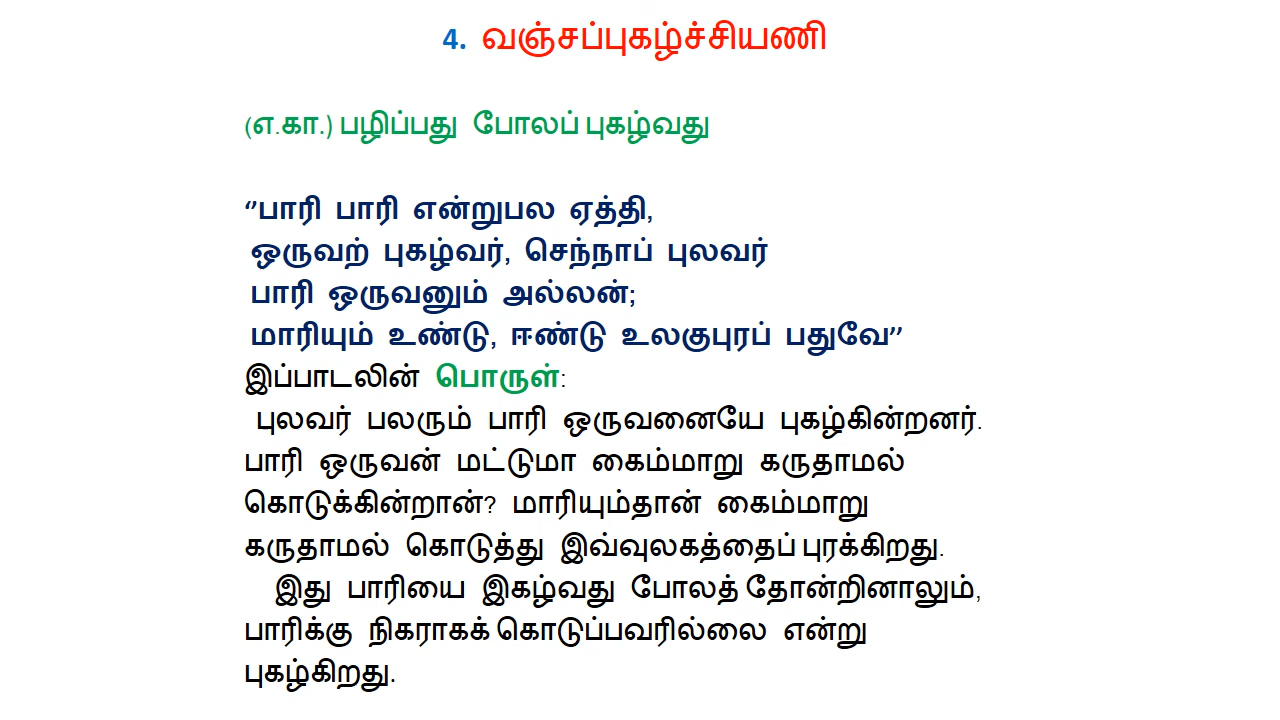 4. வஞ்சப்புகழ்ச்சியணி
(எ.கா.) பழிப்பது போலப் புகழ்வது
“பாரி பாரி என்றுபல ஏத்தி,
ஒருவற் புகழ்வர், செந்நாப் புலவர்
பாரி ஒருவனும் அல்லன்;
மாரியும் உண்டு, ஈண்டு உலகுபுரப் பதுவே”
இப்பாடலின் பொருள்:
புலவர் பலரும் பாரி ஒருவனையே புகழ்கின்றனர்.
பாரி ஒருவன் மட்டுமா கைம்மாறு கருதாமல்
கொடுக்கின்றான்? மாரியும்தான் கைம்மாறு
கருதாமல் கொடுத்து இவ்வுலகத்தைப் புரக்கிறது.
இது பாரியை இகழ்வது போலத் தோன்றினாலும்,
பாரிக்கு நிகராகக் கொடுப்பவரில்லை என்று
புகழ்கிறது.